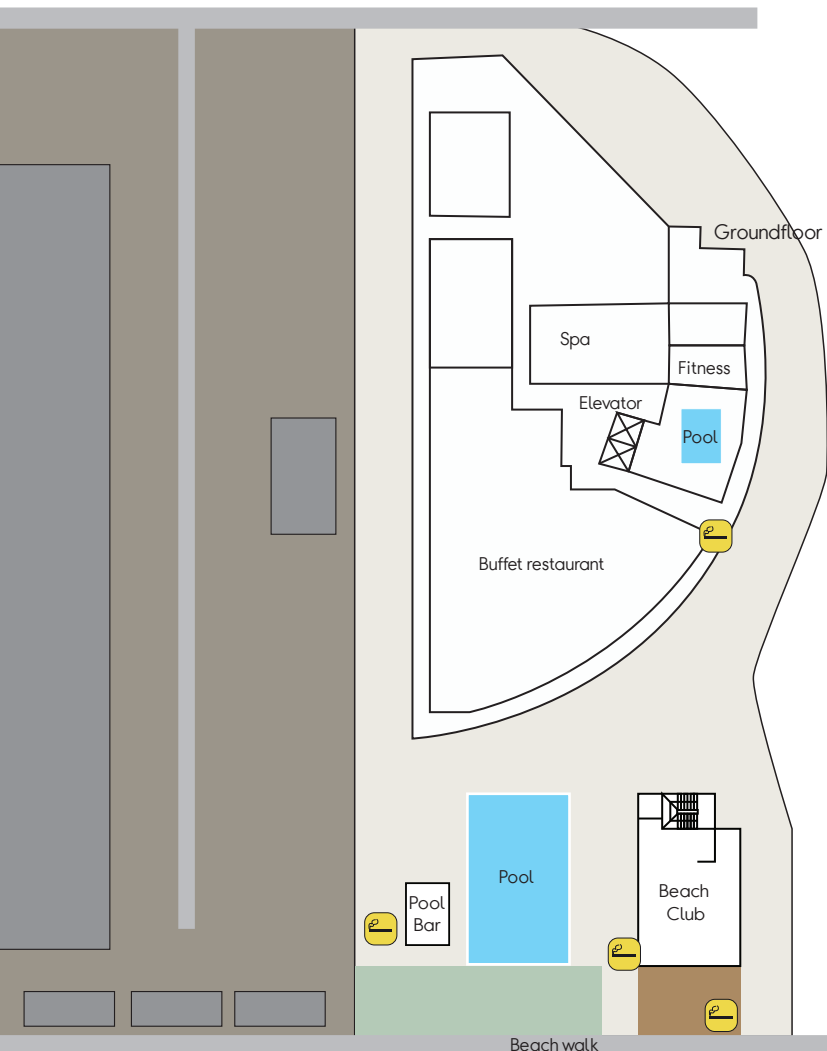 Groundfloor
Spa
Fitness
Elevator
Pool
Buffet restaurant
Pool
Beach
Club
Pool
Bar
Beach walk